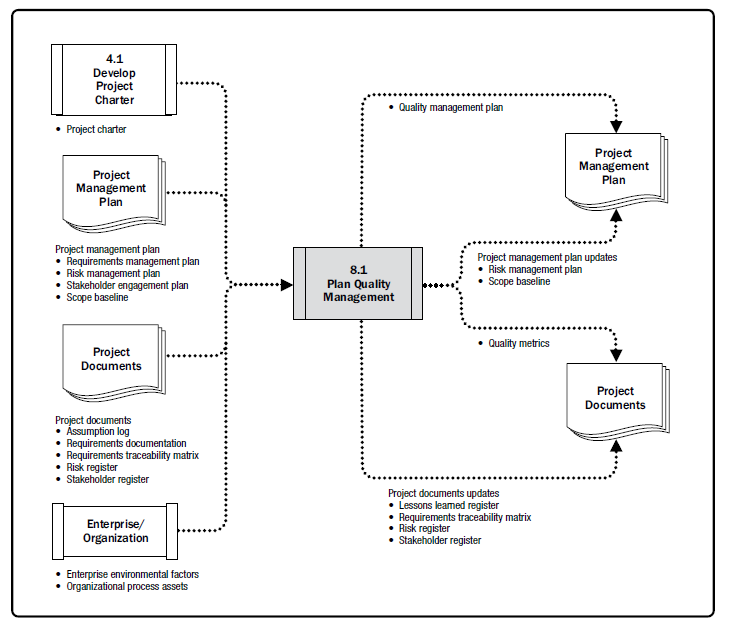 4.1
Develop
Project
Charter
• Project charter
Project
Management
Plan
Project management plan
• Requirements management plan
• Risk management plan
• Stakeholder engagement plan
• Scope baseline
Project
Documents
Project documents
• Assumption log
• Requirements documentation
• Requirements traceability matrix
• Risk register
• Stakeholder register
Enterprise/
Organization
• Enterprise environmental factors
• Organizational process assets
8.1
Plan Quality
Management
• Quality management plan
Project
Management
Plan
Project management plan updates
• Risk management plan
• Scope baseline
• Quality metrics
Project
Documents
Project documents updates
• Lessons learned register
• Requirements traceability matrix
• Risk register
• Stakeholder register